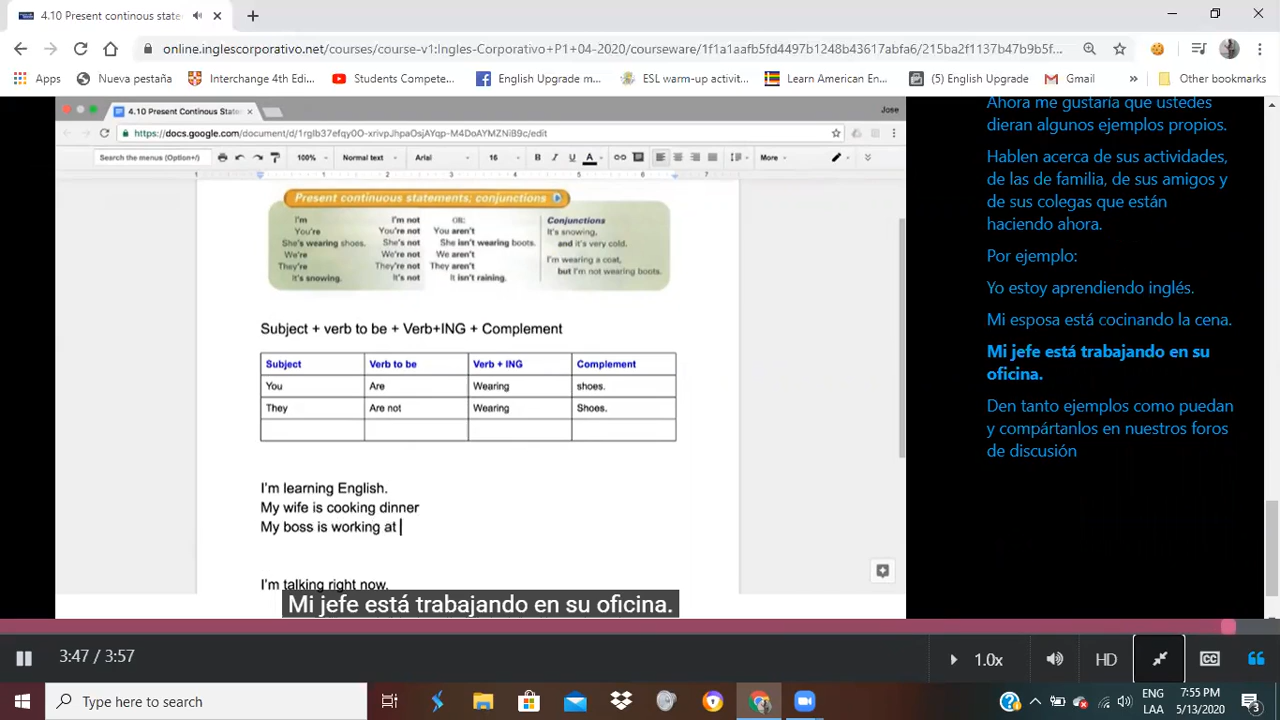 4.10 Present continous states
online.inglescorporativo.net/courses/course-v1:Ingles-Corporativo+P1+04-2020/courseware/1f1a1aafb5fd4497b1248b43617abfa6/215ba2f1137b47b9b5f...
Apps
Nueva pestaña
Interchange 4th Edi...
Students Compete...
English Upgrade m...
ESL warm-up activit...
Learn American En...
(5) English Upgrade
Gmail
»
Other bookmarks
4.10 Present Continous State
Jose
Search the menus (Option+/)
100%
Normal text
Arial
16
B I U A
More
1 1 2 3 4 5 6 7
Present continuous statements; conjunctions
I'm I'm not OR: Conjunctions
You're You're not You aren't It's snowing,
She's wearing shoes. She's not She isn't wearing boots. and it's very cold.
We're We're not We aren't I'm wearing a coat,
They're They're not They aren't but I'm not wearing boots.
It's snowing. It's not It isn't raining.
Subject + verb to be + Verb+ING + Complement
Subject Verb to be Verb + ING Complement
You Are Wearing shoes.
They Are not Wearing Shoes.
I'm learning English.
My wife is cooking dinner
My boss is working at
I'm talking right now.
Mi jefe está trabajando en su oficina.
Ahora me gustaría que ustedes
dieran algunos ejemplos propios.
Hablen acerca de sus actividades,
de las de familia, de sus amigos y
de sus colegas que están
haciendo ahora.
Por ejemplo:
Yo estoy aprendiendo inglés.
Mi esposa está cocinando la cena.
Mi jefe está trabajando en su
oficina.
Den tanto ejemplos como puedan
y compártanlos en nuestros foros
de discusión
3:47 / 3:57
1.0x
HD
CC
Type here to search
ENG
LAA
7:55 PM
5/13/2020
3